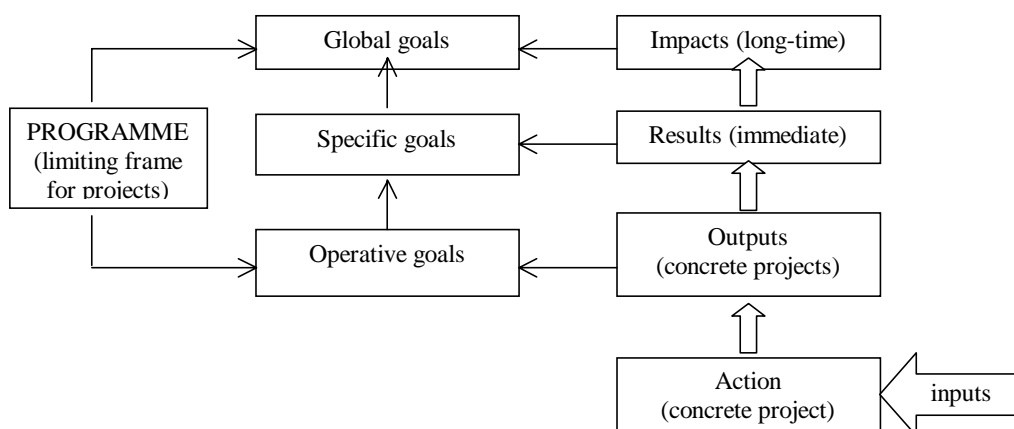 Global goals
Impacts (long-time)
PROGRAMME
(limiting frame
for projects)
Specific goals
Results (immediate)
Operative goals
Outputs
(concrete projects)
Action
(concrete project)
inputs